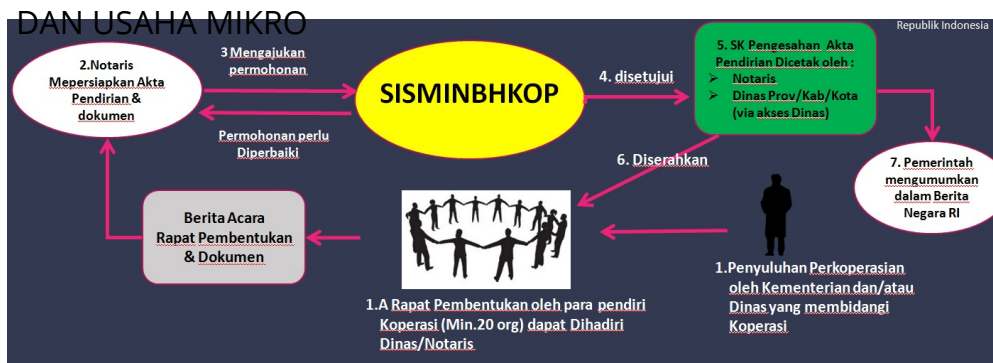 DAN USAHA MIKRO
Republik Indonesia
2.Notaris
Mepersiapkan Akta
Pendirian &
dokumen
3 Mengajukan
permohonan
Permohonan perlu
Diperbaiki
SISMINBHKOP
4. disetujui
5. SK Pengesahan Akta
Pendirian Dicetak oleh :
➢ Notaris
➢ Dinas Prov/Kab/Kota
(via akses Dinas)
6. Diserahkan
7. Pemerintah
mengumumkan
dalam Berita
Negara RI
Berita Acara
Rapat Pembentukan
& Dokumen
1.A Rapat Pembentukan oleh para pendiri
Koperasi (Min.20 org) dapat Dihadiri
Dinas/Notaris
1.Penyuluhan Perkoperasian
oleh Kementerian dan/atau
Dinas yang membidangi
Koperasi